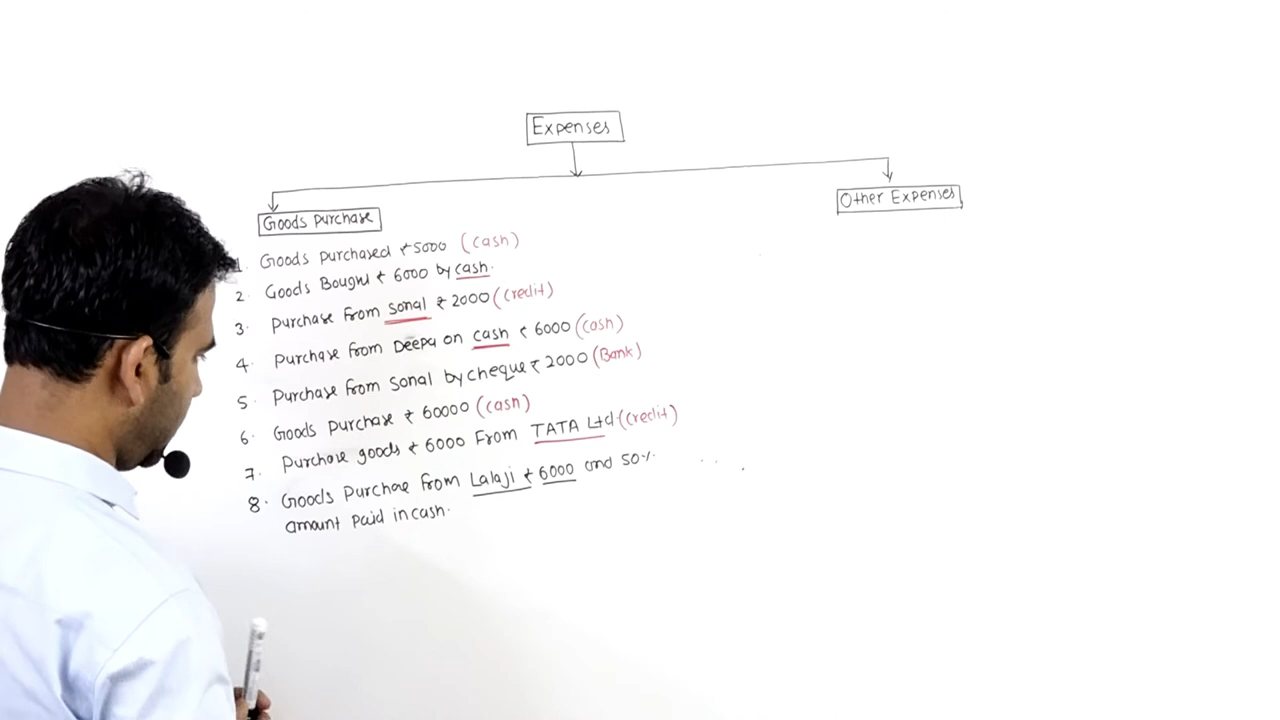 Expenses
Goods Purchase
Other Expenses
1. Goods Purchased ₹5000 (Cash)
2. Goods Bought ₹ 6000 by cash.
3. Purchase from Sonal ₹ 2000 (Credit)
4. Purchase from Deepa on cash ₹ 6000 (Cash)
5. Purchase from Sonal by cheque ₹ 2000 (Bank)
6. Goods Purchase ₹ 60000 (Cash)
7. Purchase goods ₹ 6000 From TATA Ltd. (Credit)
8. Goods Purchae from Lalaji ₹ 6000 and 50%
amount paid in cash.